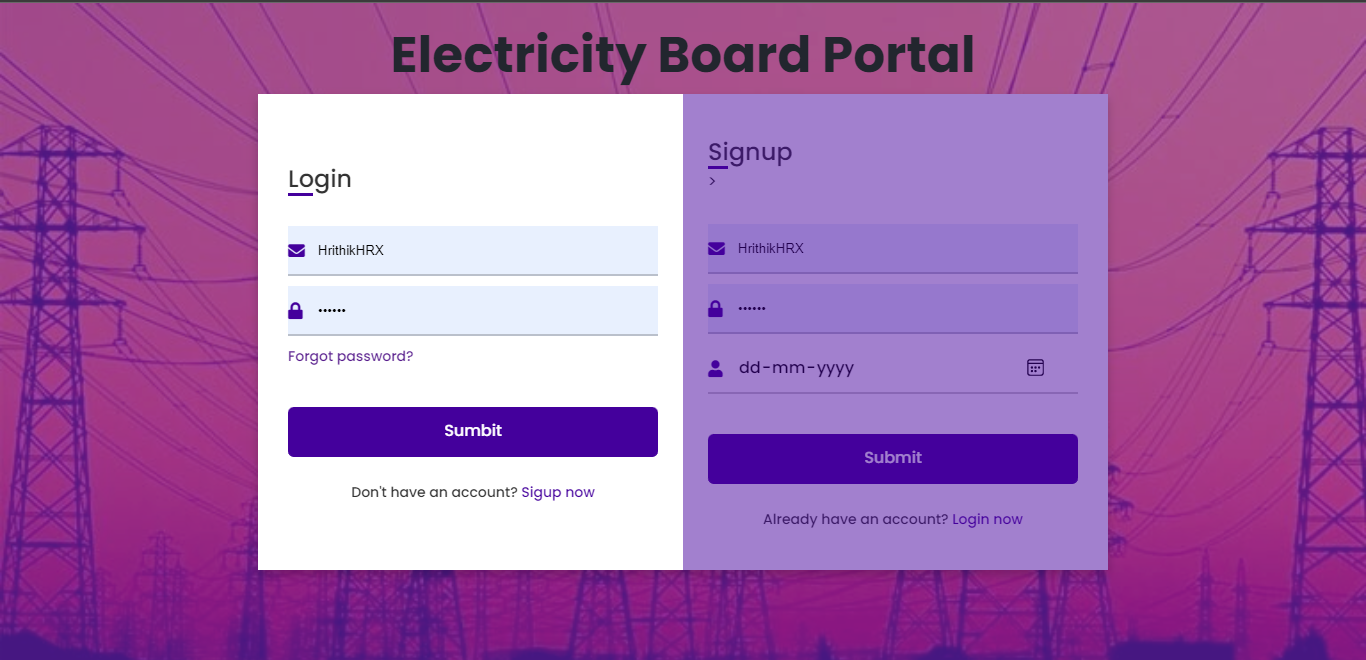 Electricity Board Portal
Login
HrithikHRX
••••••
Forgot password?
Sumbit
Don't have an account? Sigup now
Signup
>
HrithikHRX
••••••
dd-mm-yyyy
Submit
Already have an account? Login now